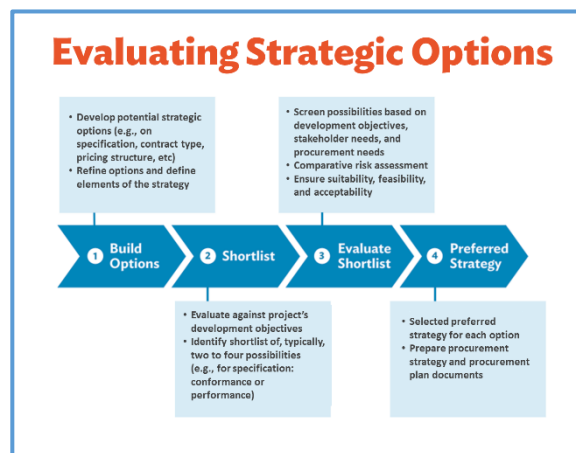 Evaluating Strategic Options
• Develop potential strategic
options (e.g., on
specification, contract type,
pricing structure, etc)
• Refine options and define
elements of the strategy
• Screen possibilities based on
development objectives,
stakeholder needs, and
procurement needs
• Comparative risk assessment
• Ensure suitability, feasibility,
and acceptability
1 Build
Options
2 Shortlist
3 Evaluate
Shortlist
4 Preferred
Strategy
• Evaluate against project's
development objectives
• Identify shortlist of, typically,
two to four possibilities
(e.g., for specification:
conformance or
performance)
• Selected preferred
strategy for each option
• Prepare procurement
strategy and procurement
plan documents